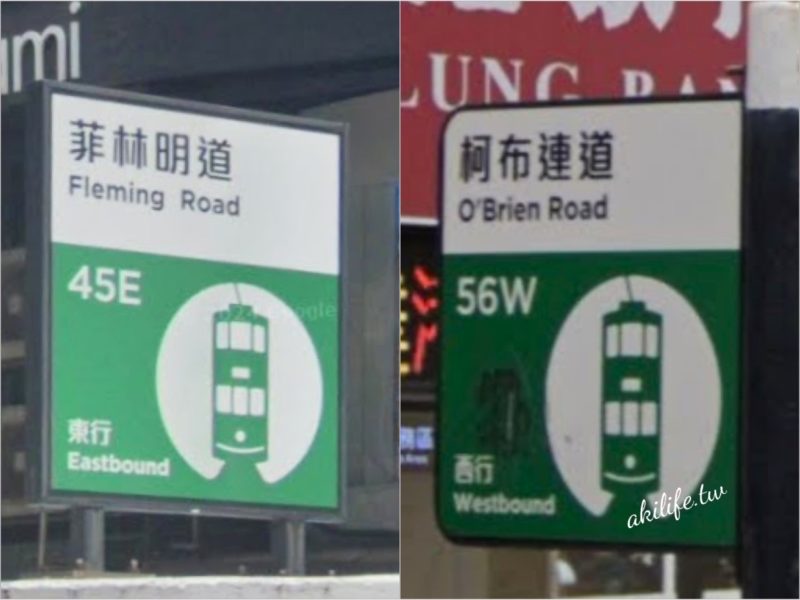 菲林明道
Fleming Road
45E
東行
Eastbound
LUNG
柯布連道
O'Brien Road
56W
西行
Westbound
akilife.tw